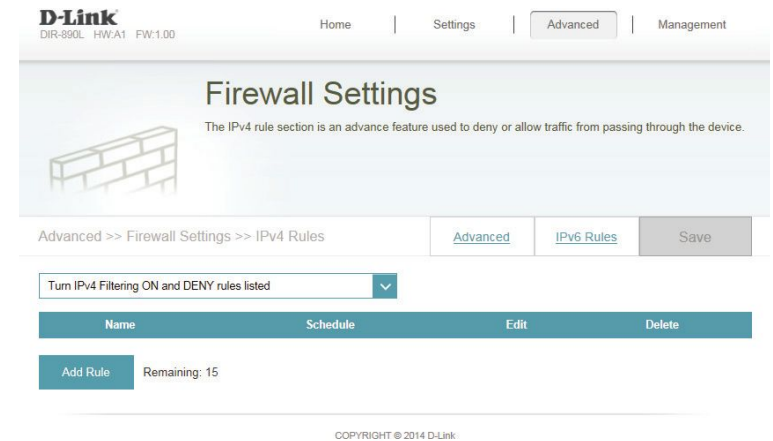 D-Link
DIR-890L HW:A1 FW:1.00
Home | Settings | Advanced | Management
Firewall Settings
The IPv4 rule section is an advance feature used to deny or allow traffic from passing through the device.
Advanced >> Firewall Settings >> IPv4 Rules Advanced IPv6 Rules Save
Turn IPv4 Filtering ON and DENY rules listed
Name Schedule Edit Delete
Add Rule Remaining: 15
COPYRIGHT © 2014 D-Link